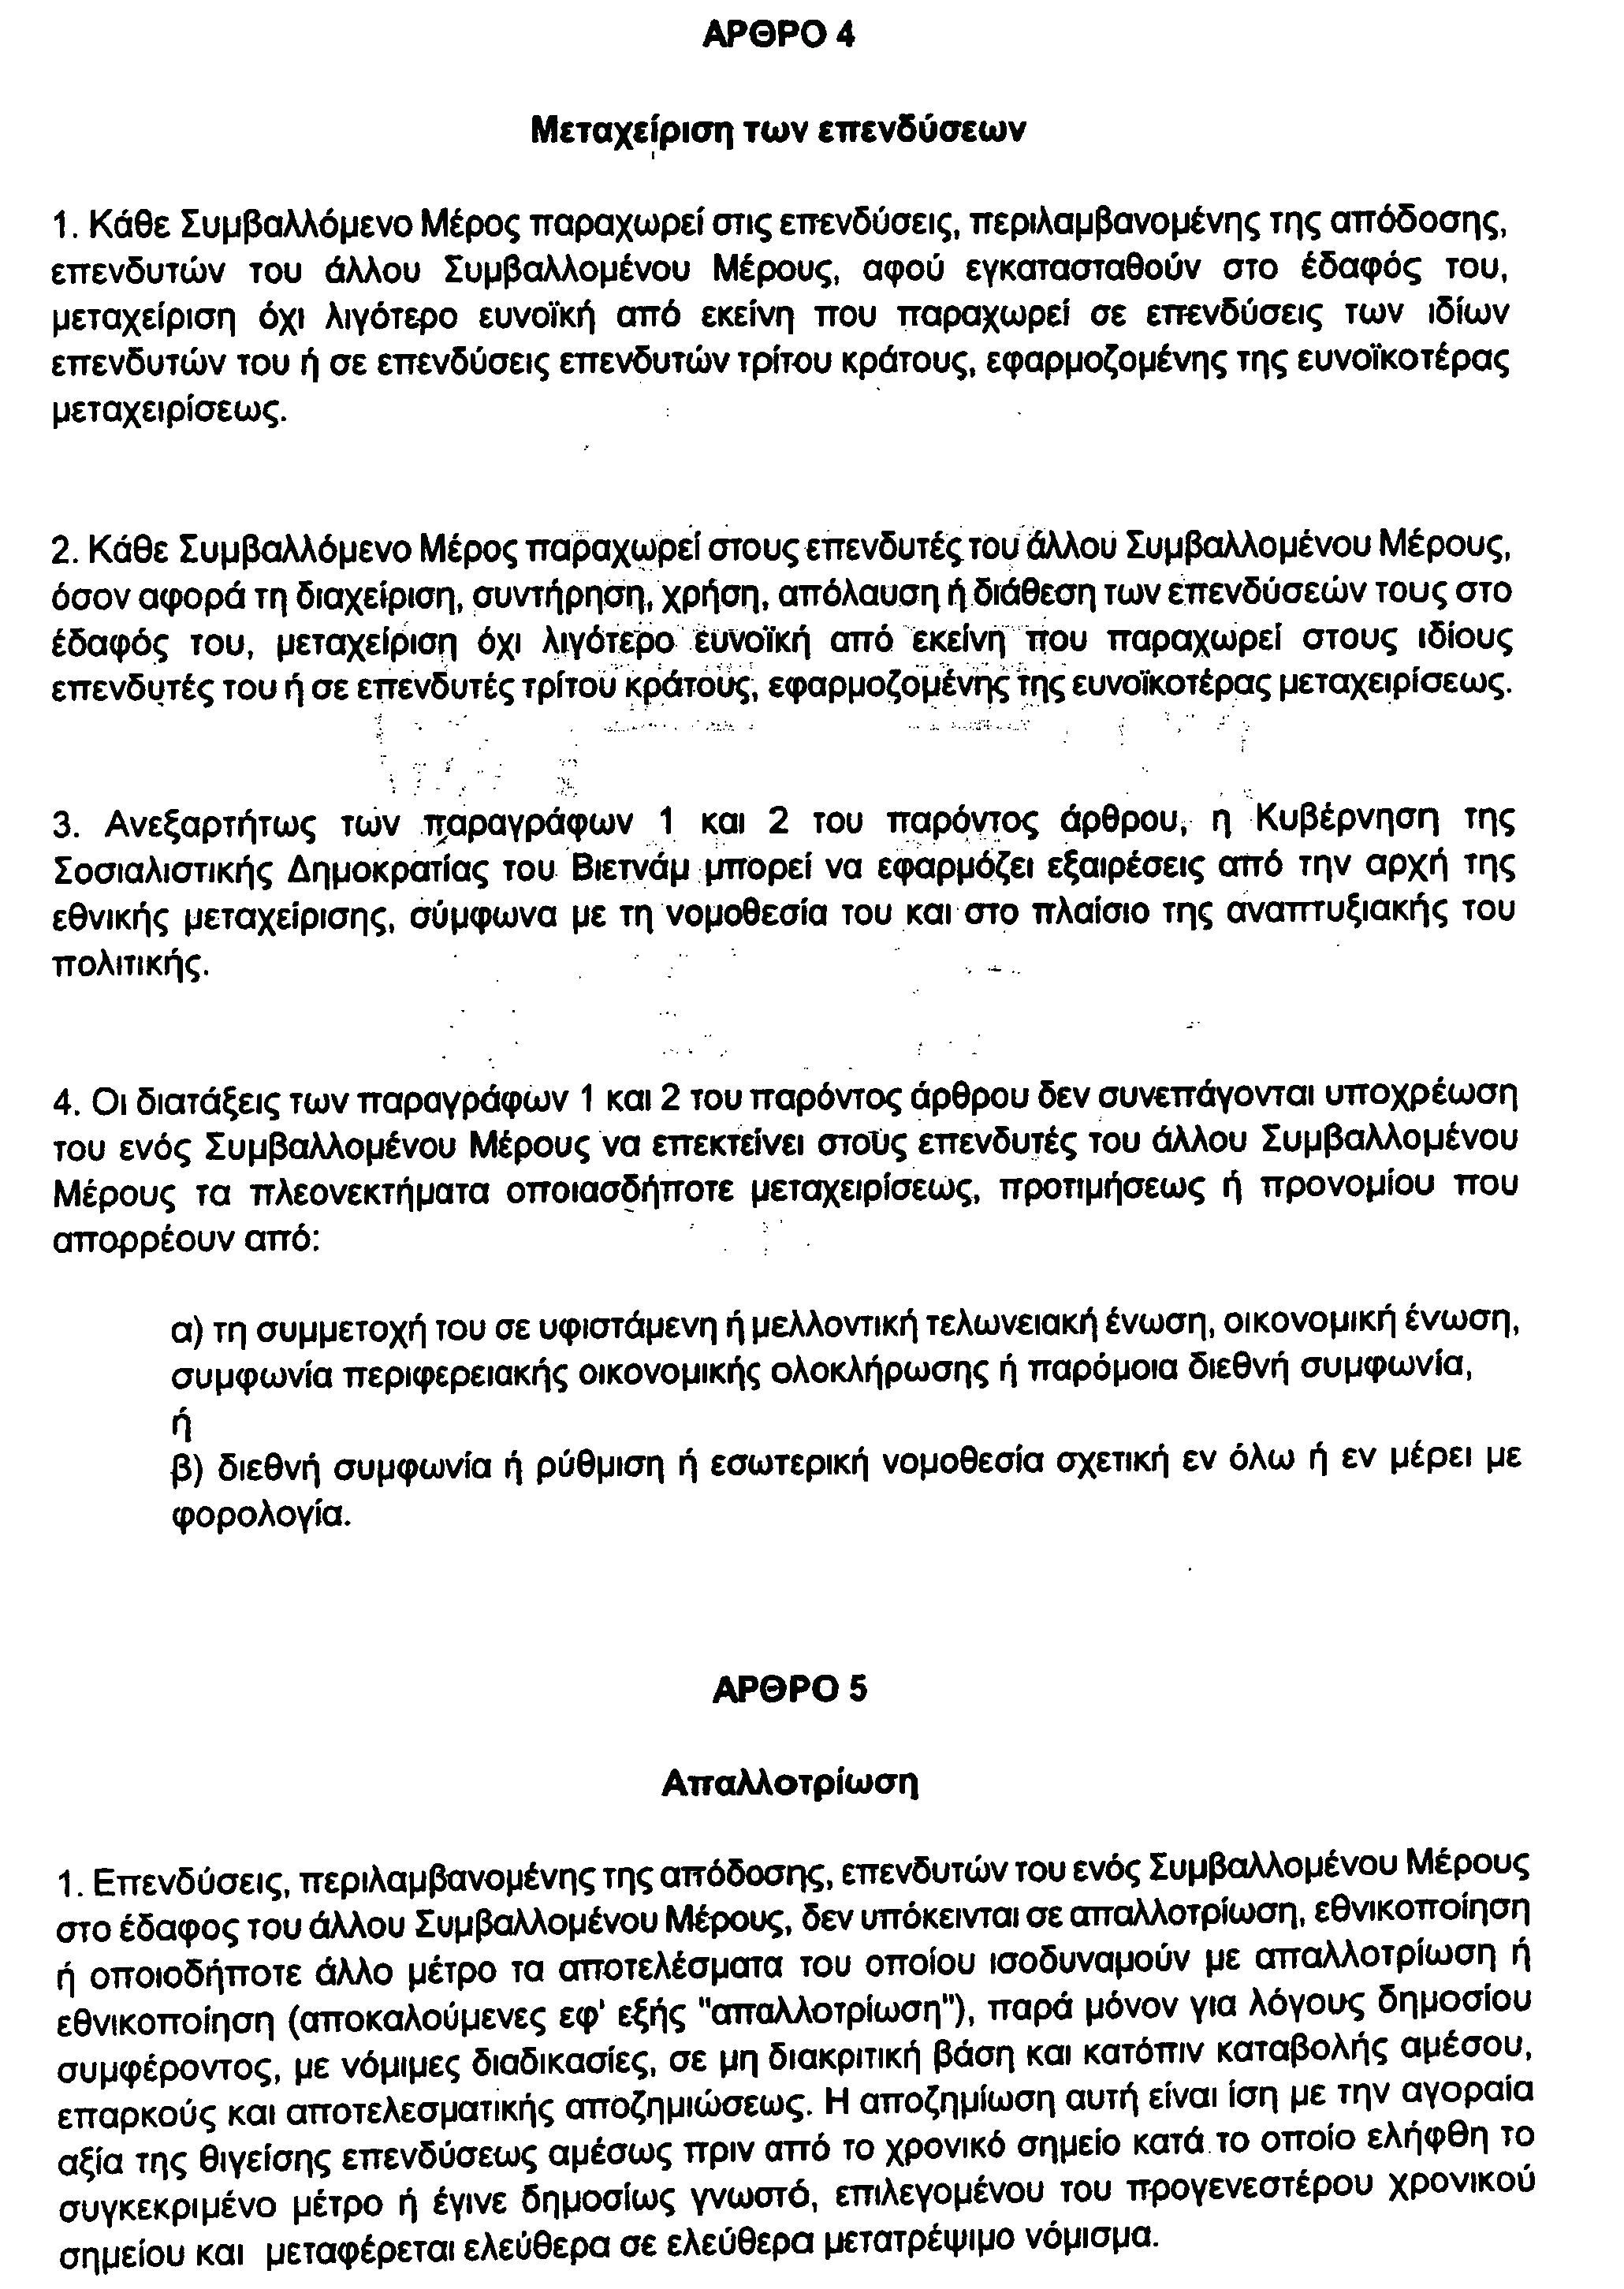 ΑΡΘΡΟ 4
Μεταχείριση των επενδύσεων
1. Κάθε Συμβαλλόμενο Μέρος παραχωρεί στις επενδύσεις, περιλαμβανομένης της απόδοσης,
επενδυτών του άλλου Συμβαλλομένου Μέρους, αφού εγκατασταθούν στο έδαφός του,
μεταχείριση όχι λιγότερο ευνοϊκή από εκείνη που παραχωρεί σε επενδύσεις των ιδίων
επενδυτών του ή σε επενδύσεις επενδυτών τρίτου κράτους, εφαρμοζομένης της ευνοϊκοτέρας
μεταχειρίσεως.
2. Κάθε Συμβαλλόμενο Μέρος παραχωρεί στους επενδυτές του άλλου Συμβαλλομένου Μέρους,
όσον αφορά τη διαχείριση, συντήρηση, χρήση, απόλαυση ή διάθεση των επενδύσεών τους στο
έδαφός του, μεταχείριση όχι λιγότερο ευνοϊκή από εκείνη που παραχωρεί στους ιδίους
επενδυτές του ή σε επενδυτές τρίτου κράτους, εφαρμοζομένης της ευνοϊκοτέρας μεταχειρίσεως.
3. Ανεξαρτήτως των παραγράφων 1 και 2 του παρόντος άρθρου, η Κυβέρνηση της
Σοσιαλιστικής Δημοκρατίας του Βιετνάμ μπορεί να εφαρμόζει εξαιρέσεις από την αρχή της
εθνικής μεταχείρισης, σύμφωνα με τη νομοθεσία του και στο πλαίσιο της αναπτυξιακής του
πολιτικής.
4. Οι διατάξεις των παραγράφων 1 και 2 του παρόντος άρθρου δεν συνεπάγονται υποχρέωση
του ενός Συμβαλλομένου Μέρους να επεκτείνει στους επενδυτές του άλλου Συμβαλλομένου
Μέρους τα πλεονεκτήματα οποιασδήποτε μεταχειρίσεως, προτιμήσεως ή προνομίου που
απορρέουν από:
α) τη συμμετοχή του σε υφιστάμενη ή μελλοντική τελωνειακή ένωση, οικονομική ένωση,
συμφωνία περιφερειακής οικονομικής ολοκλήρωσης ή παρόμοια διεθνή συμφωνία,
ή
β) διεθνή συμφωνία ή ρύθμιση ή εσωτερική νομοθεσία σχετική εν όλω ή εν μέρει με
φορολογία.
ΑΡΘΡΟ 5
Απαλλοτρίωση
1. Επενδύσεις, περιλαμβανομένης της απόδοσης, επενδυτών του ενός Συμβαλλομένου Μέρους
στο έδαφος του άλλου Συμβαλλομένου Μέρους, δεν υπόκεινται σε απαλλοτρίωση, εθνικοποίηση
ή οποιοδήποτε άλλο μέτρο τα αποτελέσματα του οποίου ισοδυναμούν με απαλλοτρίωση ή
εθνικοποίηση (αποκαλούμενες εφ' εξής "απαλλοτρίωση"), παρά μόνον για λόγους δημοσίου
συμφέροντος, με νόμιμες διαδικασίες, σε μη διακριτική βάση και κατόπιν καταβολής αμέσου,
επαρκούς και αποτελεσματικής αποζημιώσεως. Η αποζημίωση αυτή είναι ίση με την αγοραία
αξία της θιγείσης επενδύσεως αμέσως πριν από το χρονικό σημείο κατά το οποίο ελήφθη το
συγκεκριμένο μέτρο ή έγινε δημοσίως γνωστό, επιλεγομένου του προγενεστέρου χρονικού
σημείου και μεταφέρεται ελεύθερα σε ελεύθερα μετατρέψιμο νόμισμα.